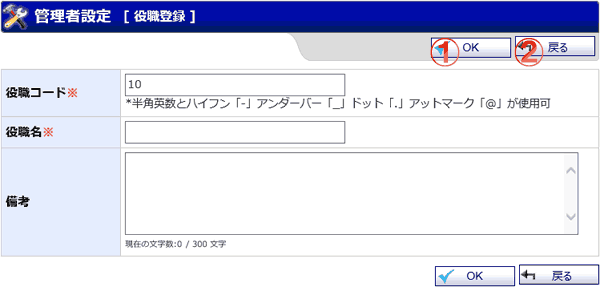 管理者設定 [ 役職登録 ]
① OK ② 戻る
役職コード※ 10
*半角英数とハイフン「-」アンダーバー「_」ドット「.」アットマーク「@」が使用可
役職名※
備考
現在の文字数:0 / 300 文字
OK 戻る